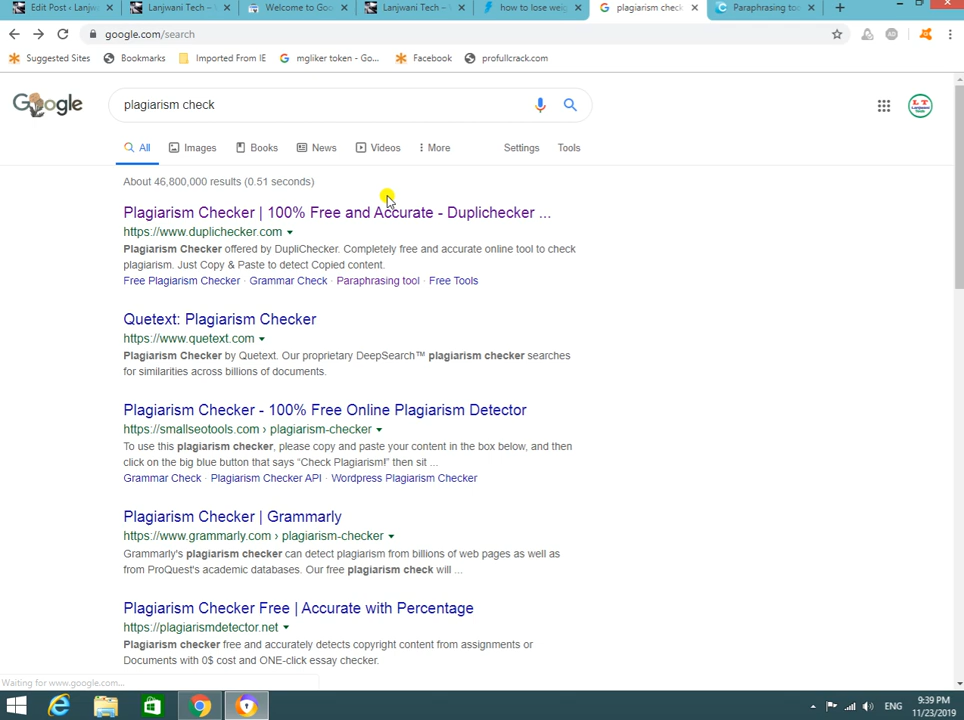 Edit Post ‹ Lanjw
Lanjwani Tech –
Welcome to Goo
Lanjwani Tech –
how to lose weig
plagiarism check
Paraphrasing too
google.com/search
Suggested Sites
Bookmarks
Imported From IE
mgliker token - Go...
Facebook
profullcrack.com
Google
plagiarism check
All
Images
Books
News
Videos
More
Settings
Tools
LT
About 46,800,000 results (0.51 seconds)
Plagiarism Checker | 100% Free and Accurate - Duplichecker ...
https://www.duplichecker.com
Plagiarism Checker offered by DupliChecker. Completely free and accurate online tool to check
plagiarism. Just Copy & Paste to detect Copied content.
Free Plagiarism Checker · Grammar Check · Paraphrasing tool · Free Tools
Quetext: Plagiarism Checker
https://www.quetext.com
Plagiarism Checker by Quetext. Our proprietary DeepSearch™ plagiarism checker searches
for similarities across billions of documents.
Plagiarism Checker - 100% Free Online Plagiarism Detector
https://smallseotools.com › plagiarism-checker
To use this plagiarism checker, please copy and paste your content in the box below, and then
click on the big blue button that says “Check Plagiarism!” then sit ...
Grammar Check · Plagiarism Checker API · Wordpress Plagiarism Checker
Plagiarism Checker | Grammarly
https://www.grammarly.com › plagiarism-checker
Grammarly's plagiarism checker can detect plagiarism from billions of web pages as well as
from ProQuest's academic databases. Our free plagiarism check will ...
Plagiarism Checker Free | Accurate with Percentage
https://plagiarismdetector.net
Plagiarism checker free and accurately detects copyright content from assignments or
Documents with 0$ cost and ONE-click essay checker.
Waiting for www.google.com...
ENG
9:39 PM
11/23/2019